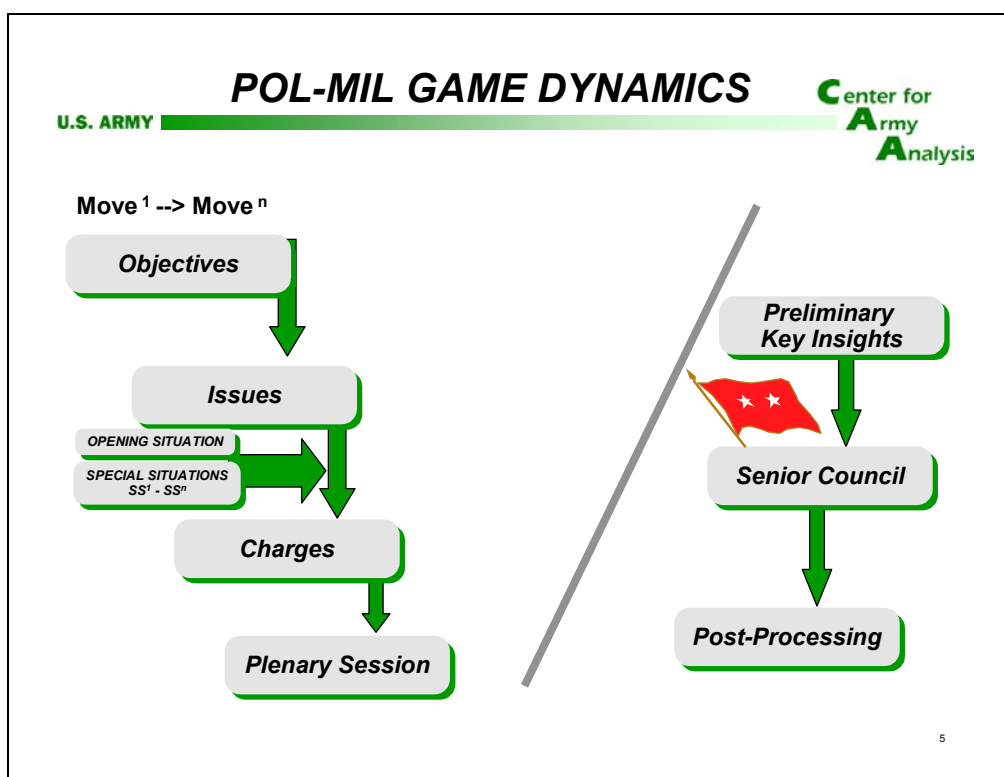 POL-MIL GAME DYNAMICS
U.S. ARMY
Center for
Army
Analysis
Move ¹ --> Move ⁿ
Objectives
Issues
OPENING SITUATION
SPECIAL SITUATIONS
SS¹ - SSⁿ
Charges
Plenary Session
Preliminary
Key Insights
Senior Council
Post-Processing
5